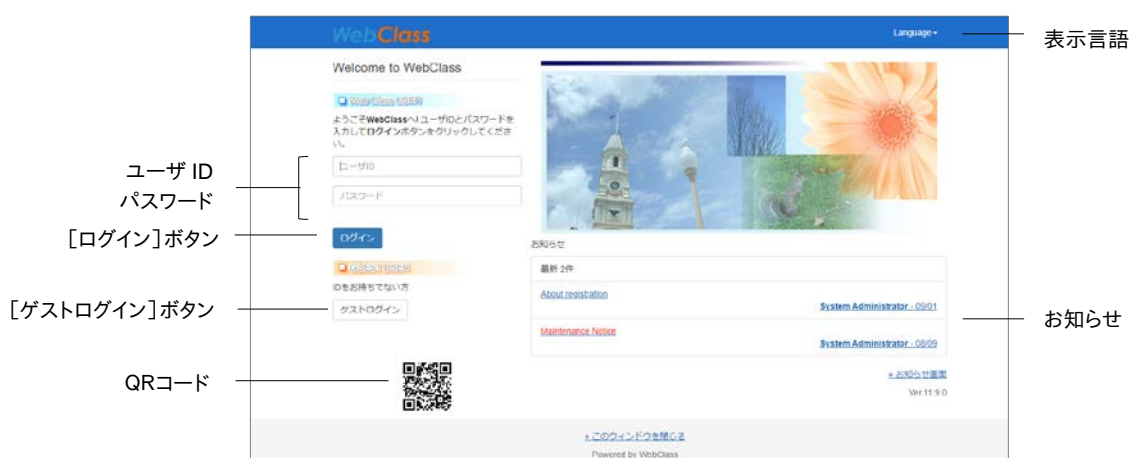 WebClass
Language
表示言語
Welcome to WebClass
Web Class USER
ようこそWebClassへ! ユーザIDとパスワードを
入力してログインボタンをクリックしてくださ
い。
ユーザ ID
パスワード
ユーザID
パスワード
[ログイン]ボタン
ログイン
IDをお持ちでない方
[ゲストログイン]ボタン
ゲストログイン
QRコード
お知らせ
最新 2件
About registration
System Administrator - 09/01
Maintenance Notice
System Administrator - 08/09
お知らせ
» お知らせ画面
Ver.11.9.0
» このウィンドウを閉じる
Powered by WebClass